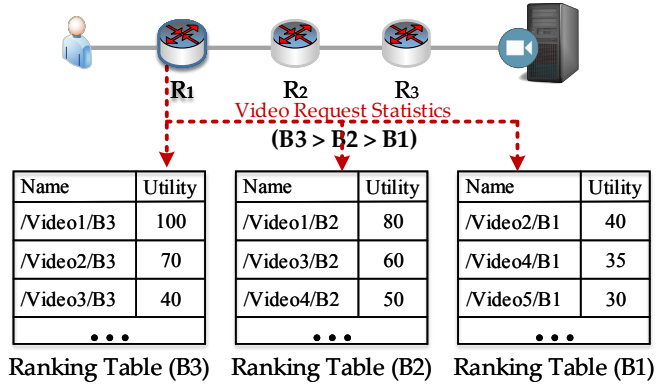 R1 R2 R3
Video Request Statistics
(B3 > B2 > B1)
Name Utility
/Video1/B3 100
/Video2/B3 70
/Video3/B3 40
• • •
Ranking Table (B3)
Name Utility
/Video1/B2 80
/Video3/B2 60
/Video4/B2 50
• • •
Ranking Table (B2)
Name Utility
/Video2/B1 40
/Video4/B1 35
/Video5/B1 30
• • •
Ranking Table (B1)